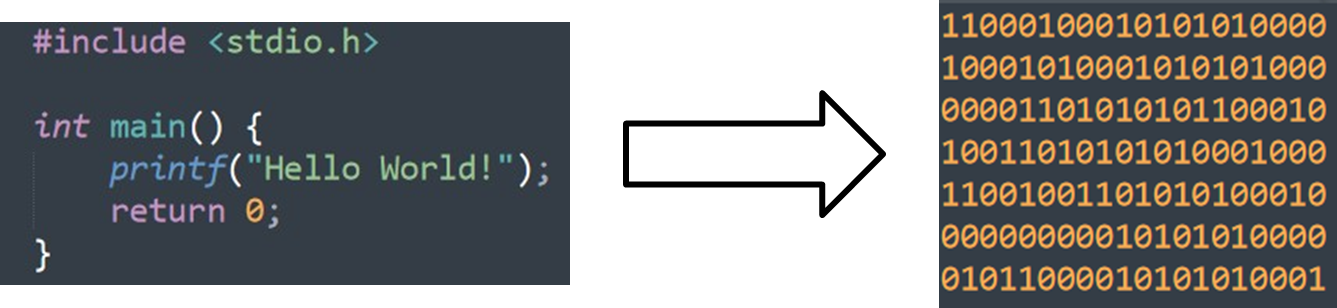 #include <stdio.h>
int main() {
printf("Hello World!");
return 0;
}
11000100010101010000
10001010001010101000
00001101010101100010
10011010101010001000
11001001101010100010
00000000010101010000
01011000010101010001